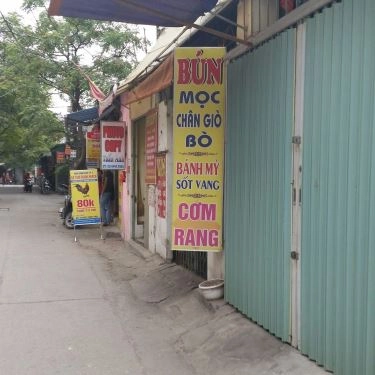 BÚN
MỌC
CHÂN GIÒ
BÒ
BÁNH MỲ
SỐT VANG
CƠM
RANG
PHOTO
COPY
80k